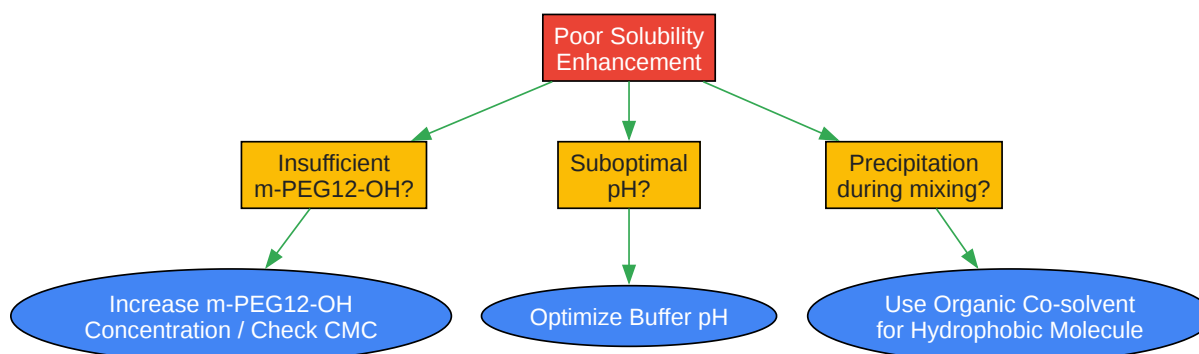 Poor Solubility
Enhancement
Insufficient
m-PEG12-OH?
Suboptimal
pH?
Precipitation
during mixing?
Increase m-PEG12-OH
Concentration / Check CMC
Optimize Buffer pH
Use Organic Co-solvent
for Hydrophobic Molecule